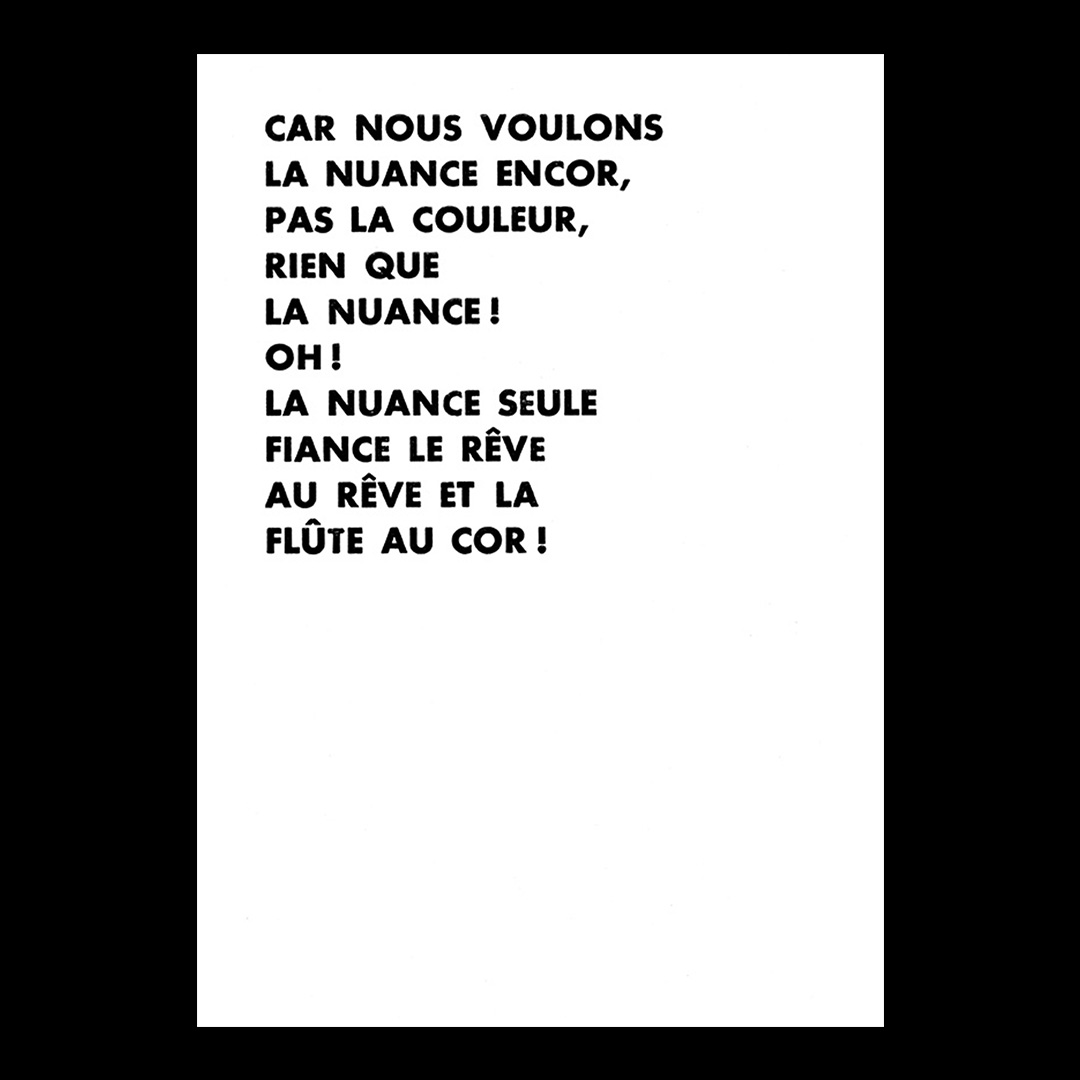 CAR NOUS VOULONS
LA NUANCE ENCOR,
PAS LA COULEUR,
RIEN QUE
LA NUANCE !
OH !
LA NUANCE SEULE
FIANCE LE RÊVE
AU RÊVE ET LA
FLÛTE AU COR !